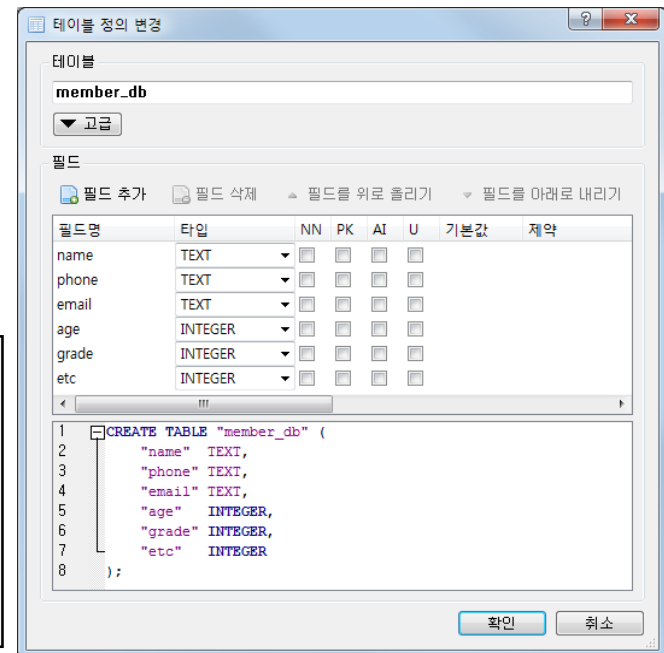 테이블 정의 변경
테이블
member_db
▼ 고급
필드
필드 추가 필드 삭제 필드를 위로 올리기 필드를 아래로 내리기
필드명 타입 NN PK AI U 기본값 제약
name TEXT
phone TEXT
email TEXT
age INTEGER
grade INTEGER
etc INTEGER
1 CREATE TABLE "member_db" (
2 "name" TEXT,
3 "phone" TEXT,
4 "email" TEXT,
5 "age" INTEGER,
6 "grade" INTEGER,
7 "etc" INTEGER
8 );
확인 취소